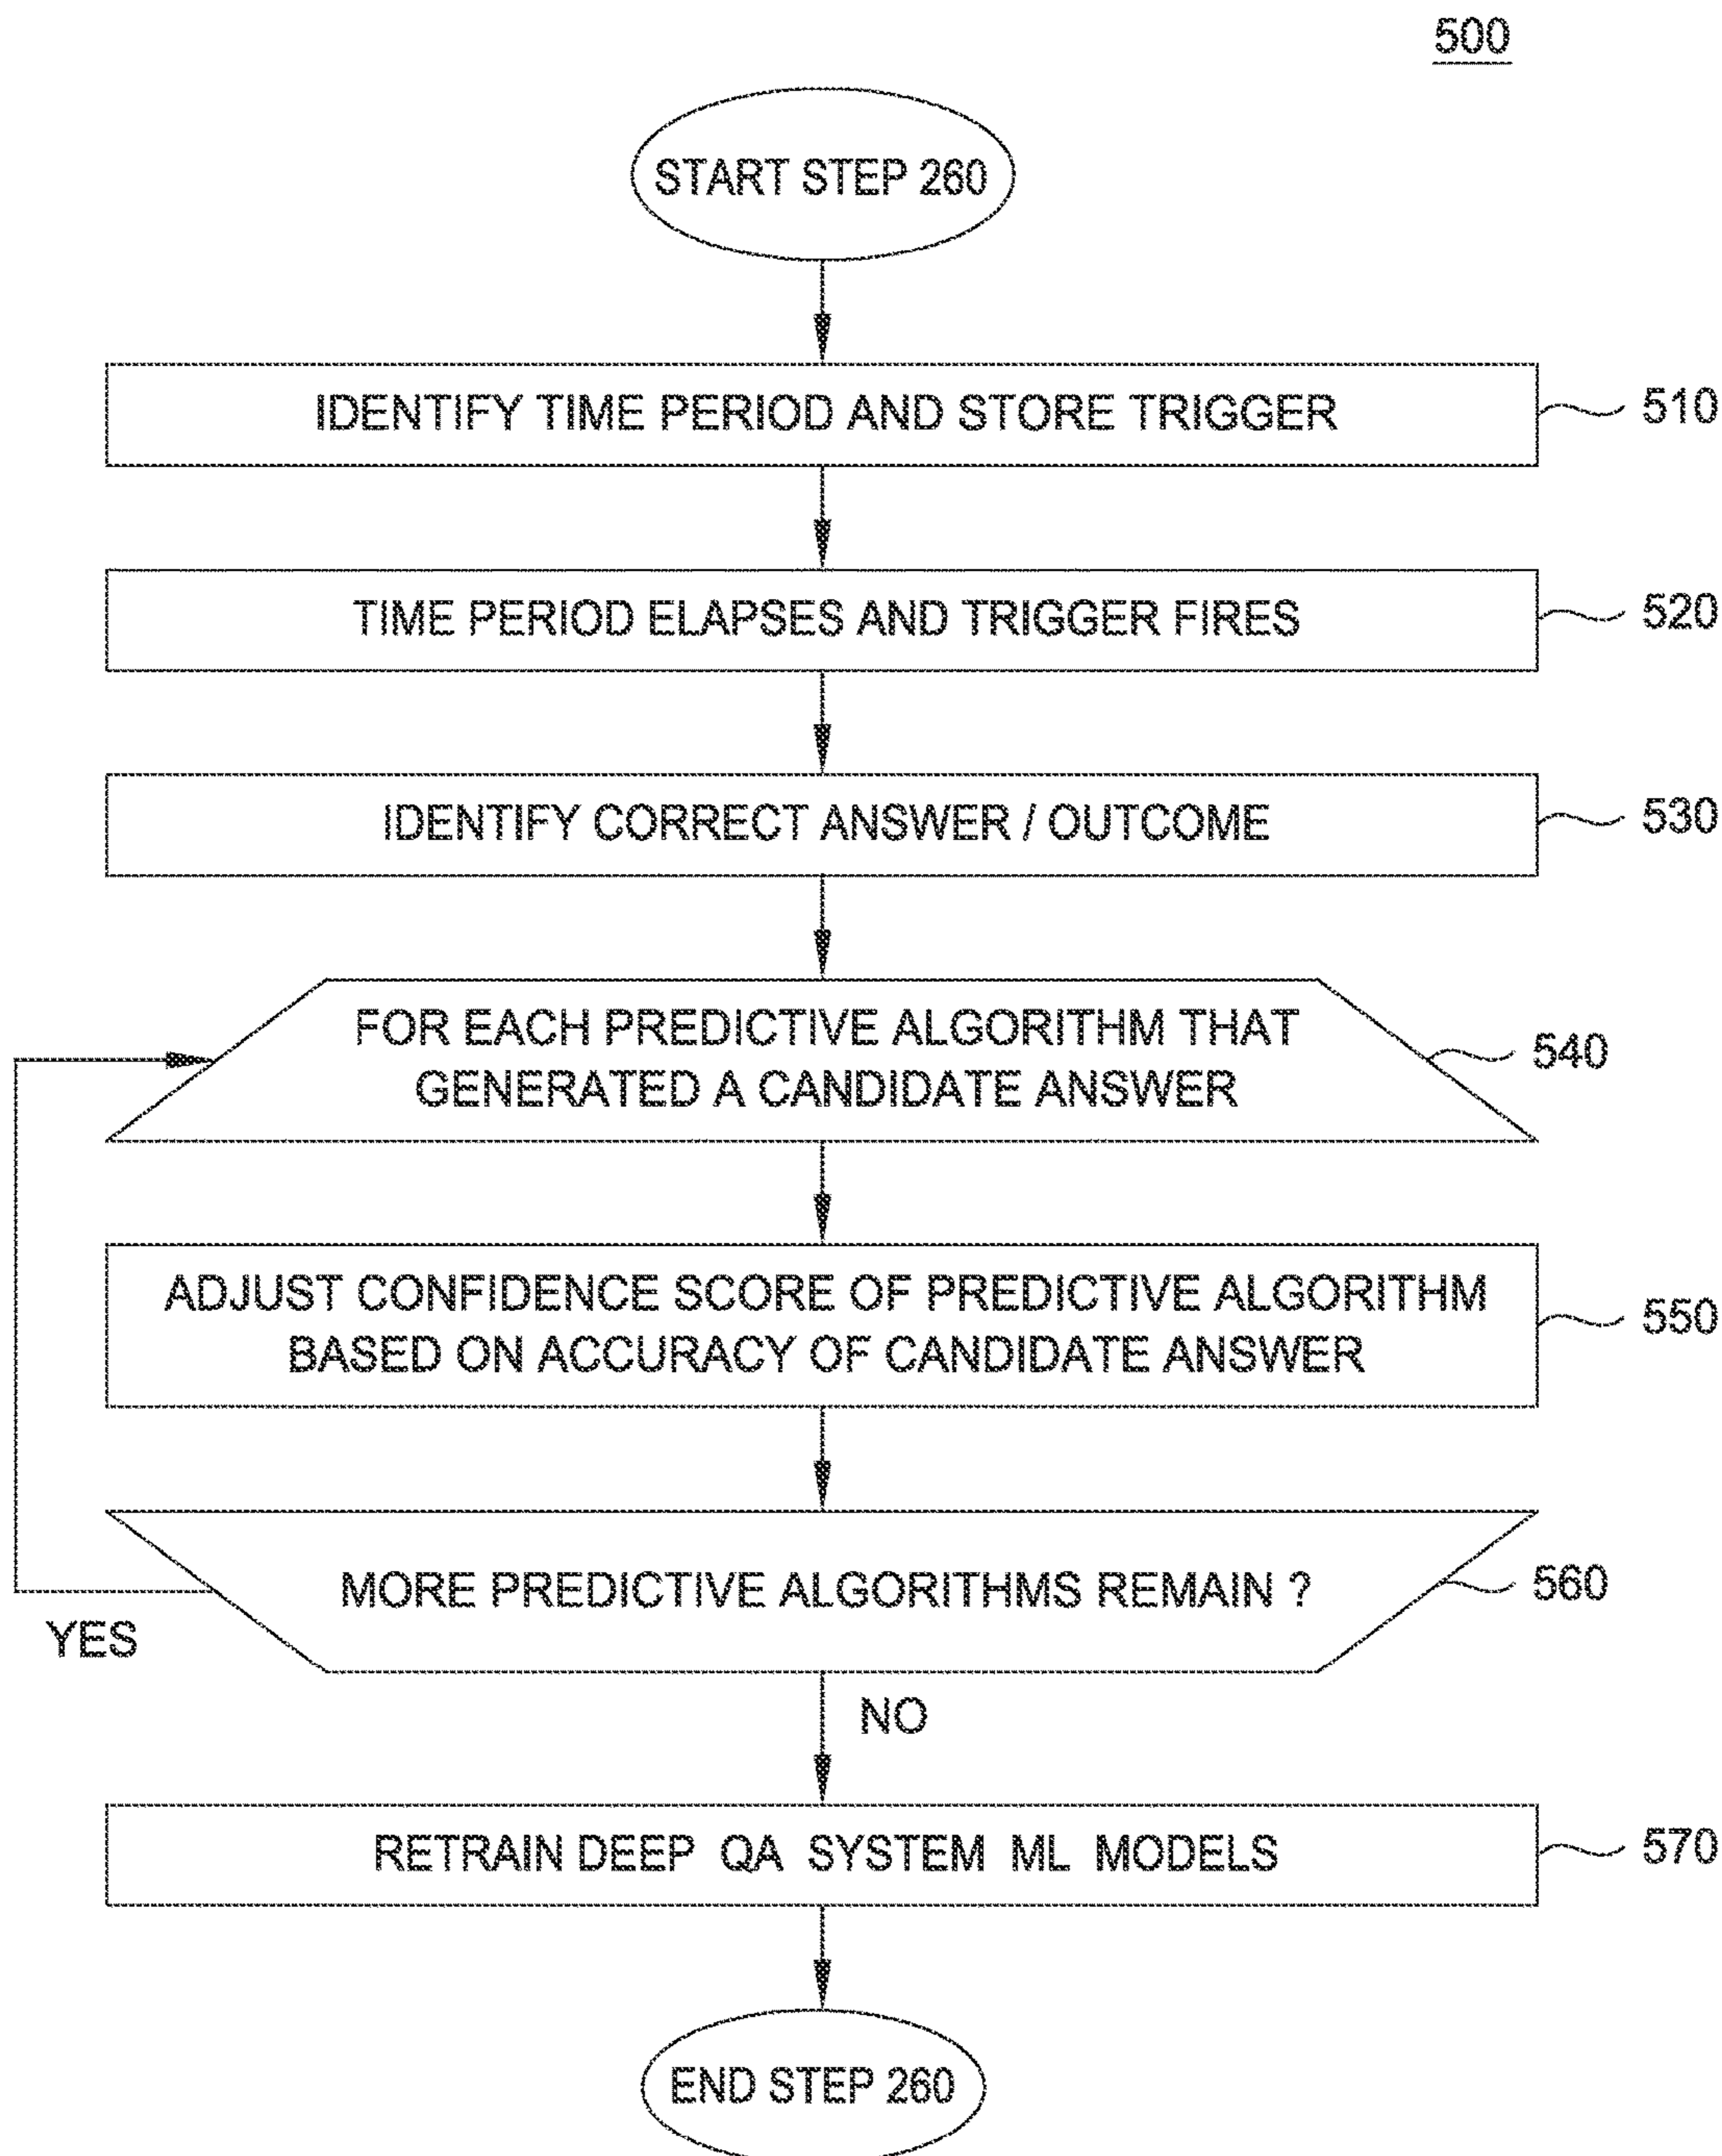 500
START STEP 260
IDENTIFY TIME PERIOD AND STORE TRIGGER
510
TIME PERIOD ELAPSES AND TRIGGER FIRES
520
IDENTIFY CORRECT ANSWER / OUTCOME
530
FOR EACH PREDICTIVE ALGORITHM THAT
GENERATED A CANDIDATE ANSWER
540
ADJUST CONFIDENCE SCORE OF PREDICTIVE ALGORITHM
BASED ON ACCURACY OF CANDIDATE ANSWER
550
MORE PREDICTIVE ALGORITHMS REMAIN ?
560
YES
NO
RETRAIN DEEP QA SYSTEM ML MODELS
570
END STEP 260